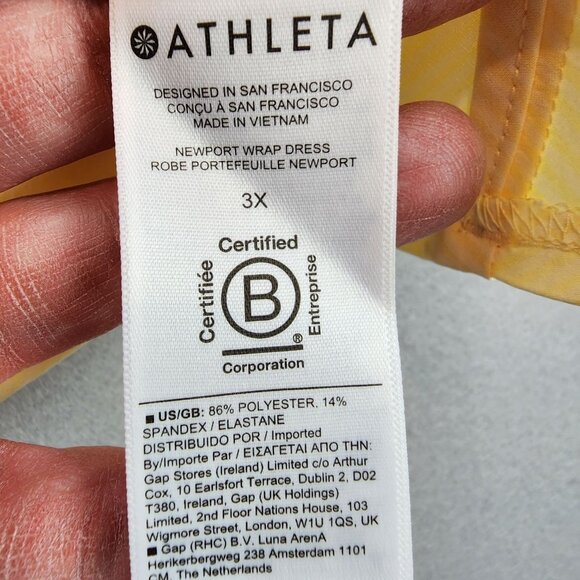 ATHLETA
DESIGNED IN SAN FRANCISCO
CONÇU À SAN FRANCISCO
MADE IN VIETNAM
NEWPORT WRAP DRESS
ROBE PORTEFEUILLE NEWPORT
3X
Certified
Certifiée
B
Entreprise
®
Corporation
■ US/GB: 86% POLYESTER. 14%
SPANDEX / ELASTANE
DISTRIBUIDO POR / Imported
By/Importe Par / ΕΙΣΑΓΕΤΑΙ ΑΠΟ ΤΗΝ:
Gap Stores (Ireland) Limited c/o Arthur
Cox, 10 Earlsfort Terrace, Dublin 2, D02
T380, Ireland, Gap (UK Holdings)
Limited, 2nd Floor Nations House, 103
Wigmore Street, London, W1U 1QS, UK
■ Gap (RHC) B.V. Luna ArenA
Herikerbergweg 238 Amsterdam 1101
CM, The Netherlands